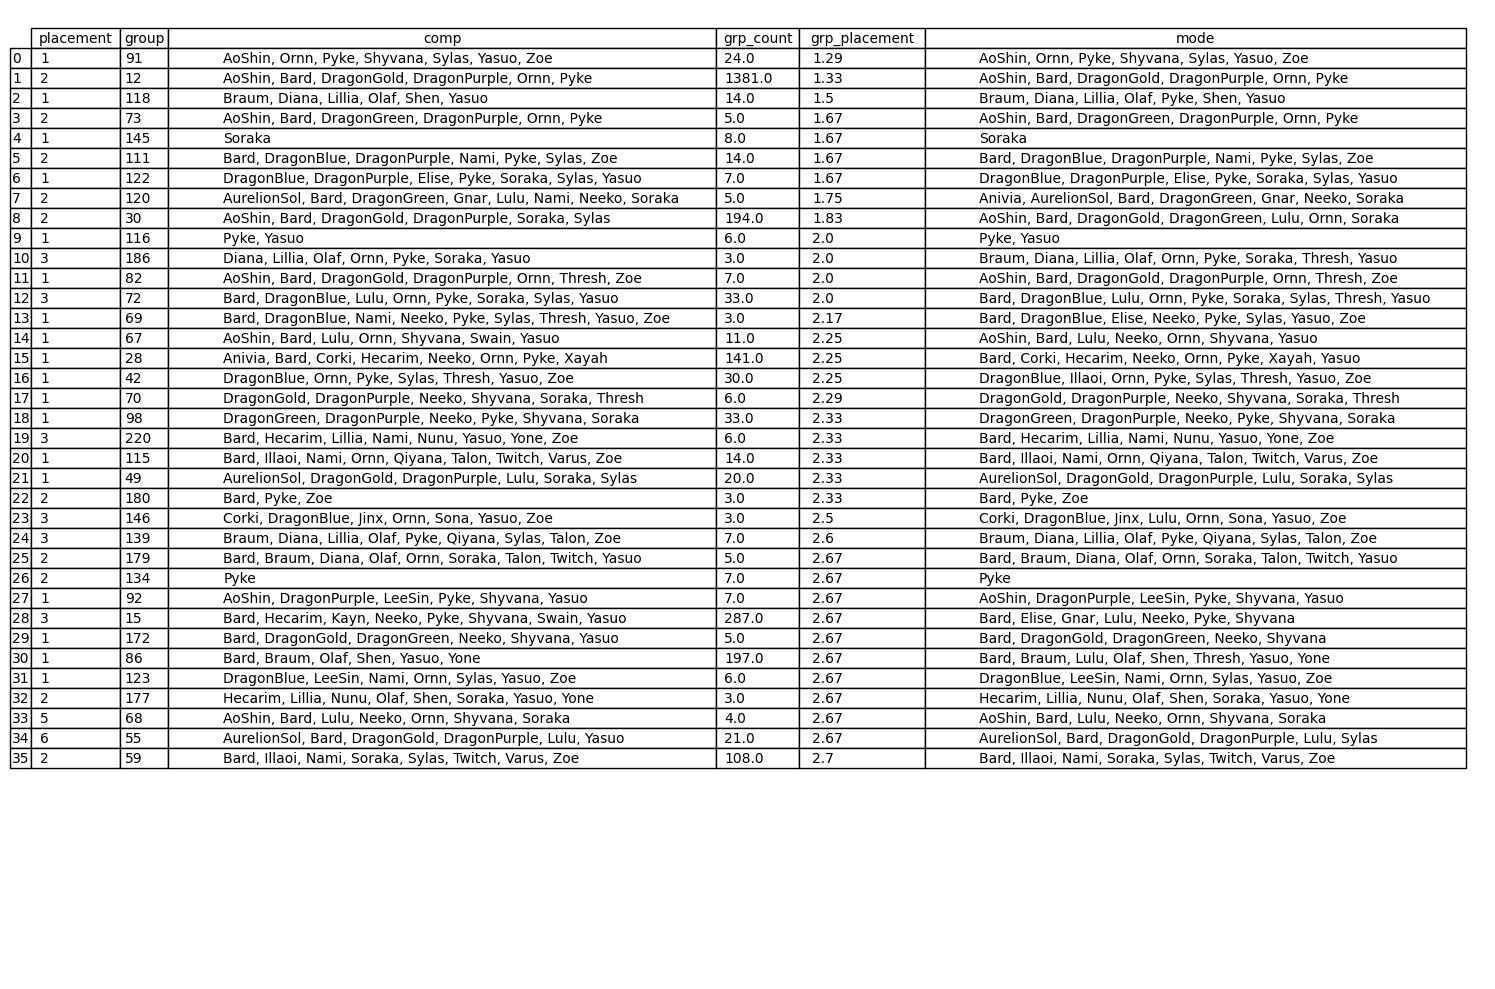 placement group comp grp_count grp_placement mode
0 1 91 AoShin, Ornn, Pyke, Shyvana, Sylas, Yasuo, Zoe 24.0 1.29 AoShin, Ornn, Pyke, Shyvana, Sylas, Yasuo, Zoe
1 2 12 AoShin, Bard, DragonGold, DragonPurple, Ornn, Pyke 1381.0 1.33 AoShin, Bard, DragonGold, DragonPurple, Ornn, Pyke
2 1 118 Braum, Diana, Lillia, Olaf, Shen, Yasuo 14.0 1.5 Braum, Diana, Lillia, Olaf, Pyke, Shen, Yasuo
3 2 73 AoShin, Bard, DragonGreen, DragonPurple, Ornn, Pyke 5.0 1.67 AoShin, Bard, DragonGreen, DragonPurple, Ornn, Pyke
4 1 145 Soraka 8.0 1.67 Soraka
5 2 111 Bard, DragonBlue, DragonPurple, Nami, Pyke, Sylas, Zoe 14.0 1.67 Bard, DragonBlue, DragonPurple, Nami, Pyke, Sylas, Zoe
6 1 122 DragonBlue, DragonPurple, Elise, Pyke, Soraka, Sylas, Yasuo 7.0 1.67 DragonBlue, DragonPurple, Elise, Pyke, Soraka, Sylas, Yasuo
7 2 120 AurelionSol, Bard, DragonGreen, Gnar, Lulu, Nami, Neeko, Soraka 5.0 1.75 Anivia, AurelionSol, Bard, DragonGreen, Gnar, Neeko, Soraka
8 2 30 AoShin, Bard, DragonGold, DragonPurple, Soraka, Sylas 194.0 1.83 AoShin, Bard, DragonGold, DragonGreen, Lulu, Ornn, Soraka
9 1 116 Pyke, Yasuo 6.0 2.0 Pyke, Yasuo
10 3 186 Diana, Lillia, Olaf, Ornn, Pyke, Soraka, Yasuo 3.0 2.0 Braum, Diana, Lillia, Olaf, Ornn, Pyke, Soraka, Thresh, Yasuo
11 1 82 AoShin, Bard, DragonGold, DragonPurple, Ornn, Thresh, Zoe 7.0 2.0 AoShin, Bard, DragonGold, DragonPurple, Ornn, Thresh, Zoe
12 3 72 Bard, DragonBlue, Lulu, Ornn, Pyke, Soraka, Sylas, Yasuo 33.0 2.0 Bard, DragonBlue, Lulu, Ornn, Pyke, Soraka, Sylas, Thresh, Yasuo
13 1 69 Bard, DragonBlue, Nami, Neeko, Pyke, Sylas, Thresh, Yasuo, Zoe 3.0 2.17 Bard, DragonBlue, Elise, Neeko, Pyke, Sylas, Yasuo, Zoe
14 1 67 AoShin, Bard, Lulu, Ornn, Shyvana, Swain, Yasuo 11.0 2.25 AoShin, Bard, Lulu, Neeko, Ornn, Shyvana, Yasuo
15 1 28 Anivia, Bard, Corki, Hecarim, Neeko, Ornn, Pyke, Xayah 141.0 2.25 Bard, Corki, Hecarim, Neeko, Ornn, Pyke, Xayah, Yasuo
16 1 42 DragonBlue, Ornn, Pyke, Sylas, Thresh, Yasuo, Zoe 30.0 2.25 DragonBlue, Illaoi, Ornn, Pyke, Sylas, Thresh, Yasuo, Zoe
17 1 70 DragonGold, DragonPurple, Neeko, Shyvana, Soraka, Thresh 6.0 2.29 DragonGold, DragonPurple, Neeko, Shyvana, Soraka, Thresh
18 1 98 DragonGreen, DragonPurple, Neeko, Pyke, Shyvana, Soraka 33.0 2.33 DragonGreen, DragonPurple, Neeko, Pyke, Shyvana, Soraka
19 3 220 Bard, Hecarim, Lillia, Nami, Nunu, Yasuo, Yone, Zoe 6.0 2.33 Bard, Hecarim, Lillia, Nami, Nunu, Yasuo, Yone, Zoe
20 1 115 Bard, Illaoi, Nami, Ornn, Qiyana, Talon, Twitch, Varus, Zoe 14.0 2.33 Bard, Illaoi, Nami, Ornn, Qiyana, Talon, Twitch, Varus, Zoe
21 1 49 AurelionSol, DragonGold, DragonPurple, Lulu, Soraka, Sylas 20.0 2.33 AurelionSol, DragonGold, DragonPurple, Lulu, Soraka, Sylas
22 2 180 Bard, Pyke, Zoe 3.0 2.33 Bard, Pyke, Zoe
23 3 146 Corki, DragonBlue, Jinx, Ornn, Sona, Yasuo, Zoe 3.0 2.5 Corki, DragonBlue, Jinx, Lulu, Ornn, Sona, Yasuo, Zoe
24 3 139 Braum, Diana, Lillia, Olaf, Pyke, Qiyana, Sylas, Talon, Zoe 7.0 2.6 Braum, Diana, Lillia, Olaf, Pyke, Qiyana, Sylas, Talon, Zoe
25 2 179 Bard, Braum, Diana, Olaf, Ornn, Soraka, Talon, Twitch, Yasuo 5.0 2.67 Bard, Braum, Diana, Olaf, Ornn, Soraka, Talon, Twitch, Yasuo
26 2 134 Pyke 7.0 2.67 Pyke
27 1 92 AoShin, DragonPurple, LeeSin, Pyke, Shyvana, Yasuo 7.0 2.67 AoShin, DragonPurple, LeeSin, Pyke, Shyvana, Yasuo
28 3 15 Bard, Hecarim, Kayn, Neeko, Pyke, Shyvana, Swain, Yasuo 287.0 2.67 Bard, Elise, Gnar, Lulu, Neeko, Pyke, Shyvana
29 1 172 Bard, DragonGold, DragonGreen, Neeko, Shyvana, Yasuo 5.0 2.67 Bard, DragonGold, DragonGreen, Neeko, Shyvana
30 1 86 Bard, Braum, Olaf, Shen, Yasuo, Yone 197.0 2.67 Bard, Braum, Lulu, Olaf, Shen, Thresh, Yasuo, Yone
31 1 123 DragonBlue, LeeSin, Nami, Ornn, Sylas, Yasuo, Zoe 6.0 2.67 DragonBlue, LeeSin, Nami, Ornn, Sylas, Yasuo, Zoe
32 2 177 Hecarim, Lillia, Nunu, Olaf, Shen, Soraka, Yasuo, Yone 3.0 2.67 Hecarim, Lillia, Nunu, Olaf, Shen, Soraka, Yasuo, Yone
33 5 68 AoShin, Bard, Lulu, Neeko, Ornn, Shyvana, Soraka 4.0 2.67 AoShin, Bard, Lulu, Neeko, Ornn, Shyvana, Soraka
34 6 55 AurelionSol, Bard, DragonGold, DragonPurple, Lulu, Yasuo 21.0 2.67 AurelionSol, Bard, DragonGold, DragonPurple, Lulu, Sylas
35 2 59 Bard, Illaoi, Nami, Soraka, Sylas, Twitch, Varus, Zoe 108.0 2.7 Bard, Illaoi, Nami, Soraka, Sylas, Twitch, Varus, Zoe